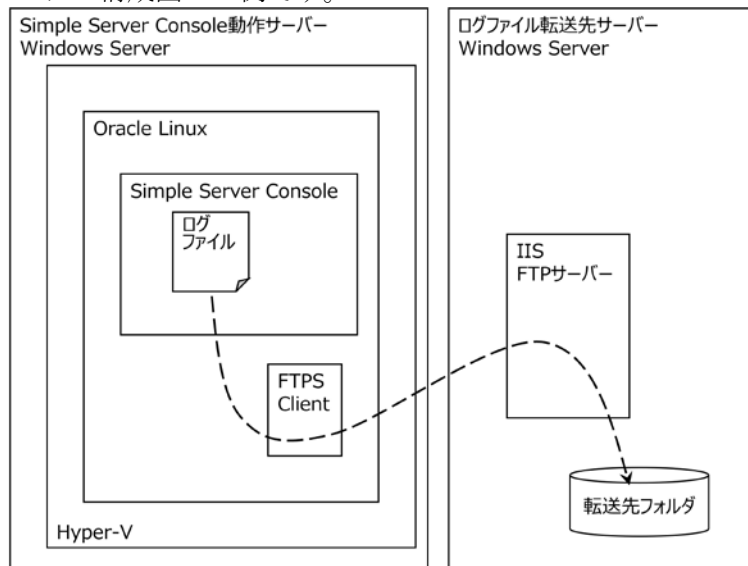 Simple Server Console動作サーバー
Windows Server
Oracle Linux
Simple Server Console
ログ
ファイル
FTPS
Client
Hyper-V
ログファイル転送先サーバー
Windows Server
IIS
FTPサーバー
転送先フォルダ